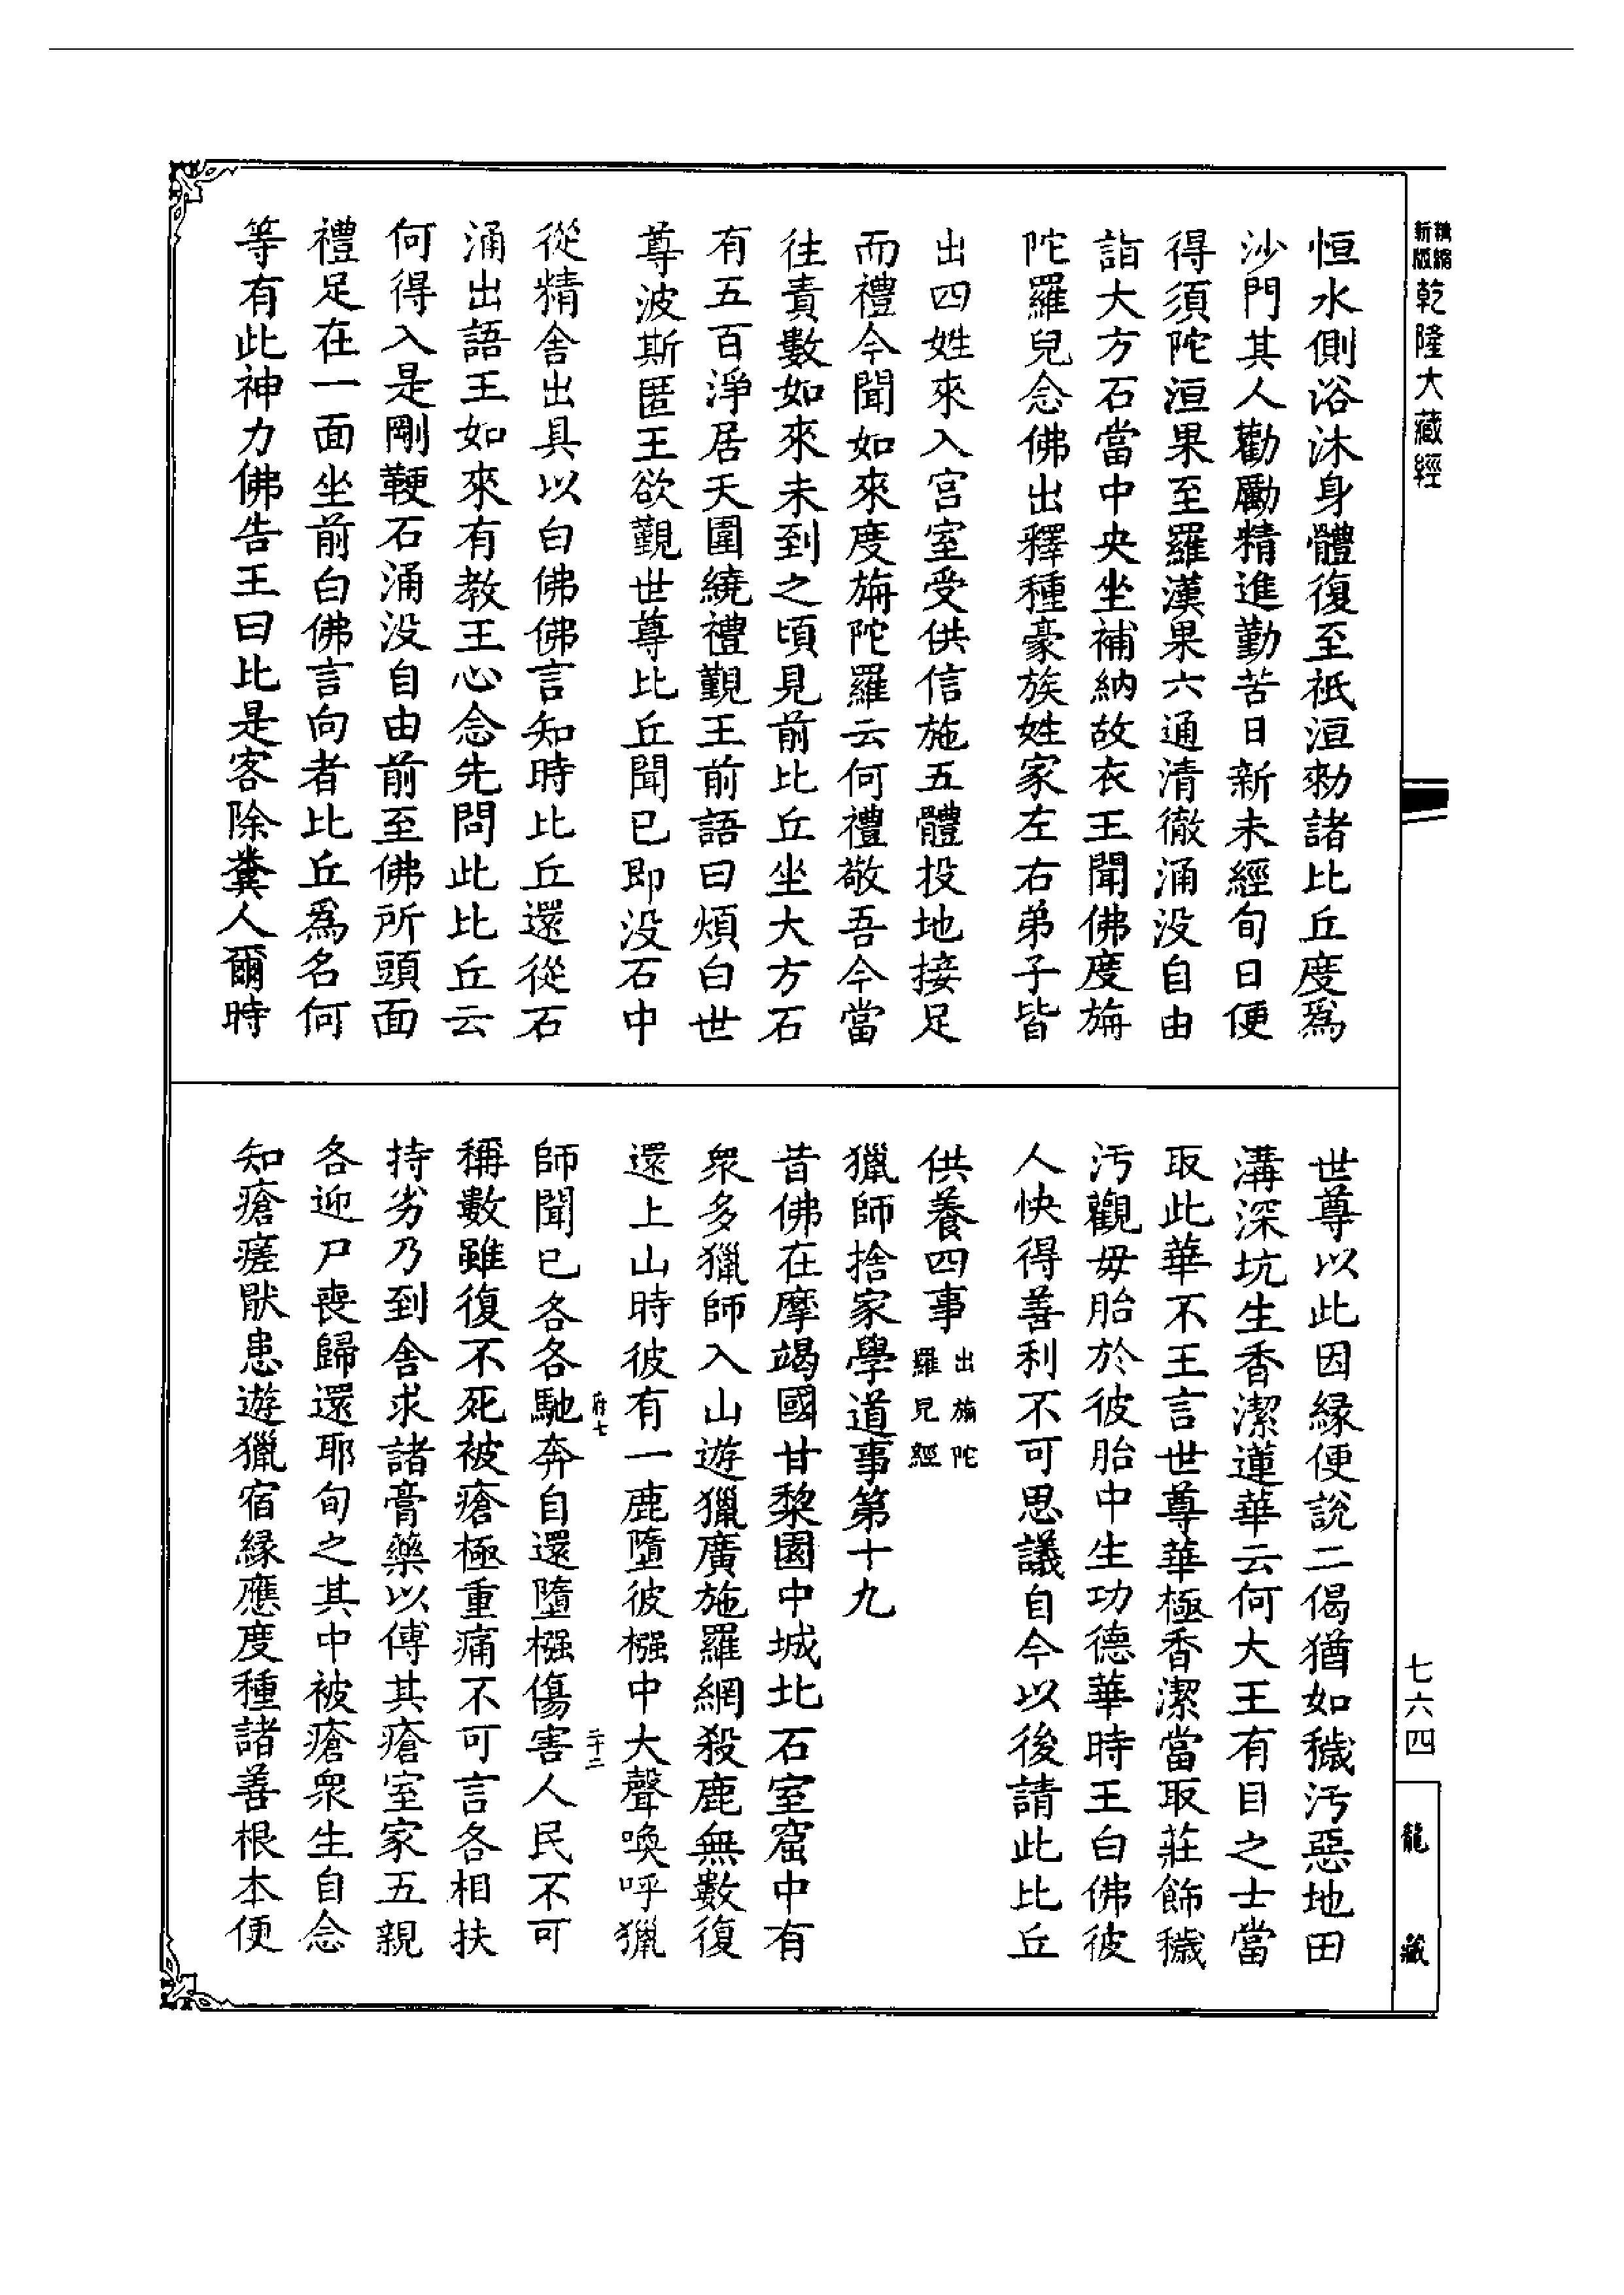 新版精縮乾隆大藏經
恒水側浴沐身體復至祇洹勑諸比丘度爲
沙門其人勸勵精進勤苦日新未經旬日便
得須陀洹果至羅漢果六通清徹涌没自由
詣大方石當中央坐補納故衣王聞佛度旃
陀羅兒念佛出釋種豪族姓家左右弟子皆
出四姓來入宫室受供信施五體投地接足
而禮今聞如來度旃陀羅云何禮敬吾今當
往責數如來未到之頃見前比丘坐大方石
有五百淨居天圍繞禮覲王前語曰煩白世
尊波斯匿王欲覲世尊比丘聞已即没石中
從精舍出具以白佛佛言知時比丘還從石
涌出語王如來有教王心念先問此比丘云
何得入是剛鞕石涌没自由前至佛所頭面
禮足在一面坐前白佛言向者比丘爲名何
等有此神力佛告王曰比是客除糞人爾時
世尊以此因緣便説二偈猶如穢汚惡地田
溝深坑生香潔蓮華云何大王有目之士當
取此華不王言世尊華極香潔當取莊飾穢
汚觀毋胎於彼胎中生功德華時王白佛彼
人快得善利不可思議自今以後請此比丘
供養四事出旃陀羅兒經
獵師捨家學道事第十九
昔佛在摩竭國甘黎園中城北石室窟中有
衆多獵師入山遊獵廣施羅網殺鹿無數復
還上山時彼有一鹿墮彼榽中大聲喚呼獵
府七
二十二
師聞已各各馳奔自還墮榽傷害人民不可
稱數雖復不死被瘡極重痛不可言各相扶
持劣乃到舍求諸膏藥以傅其瘡室家五親
各迎尸喪歸還耶旬之其中被瘡衆生自念
知瘡瘥猒患遊獵宿緣應度種諸善根本便
七六四
龍藏